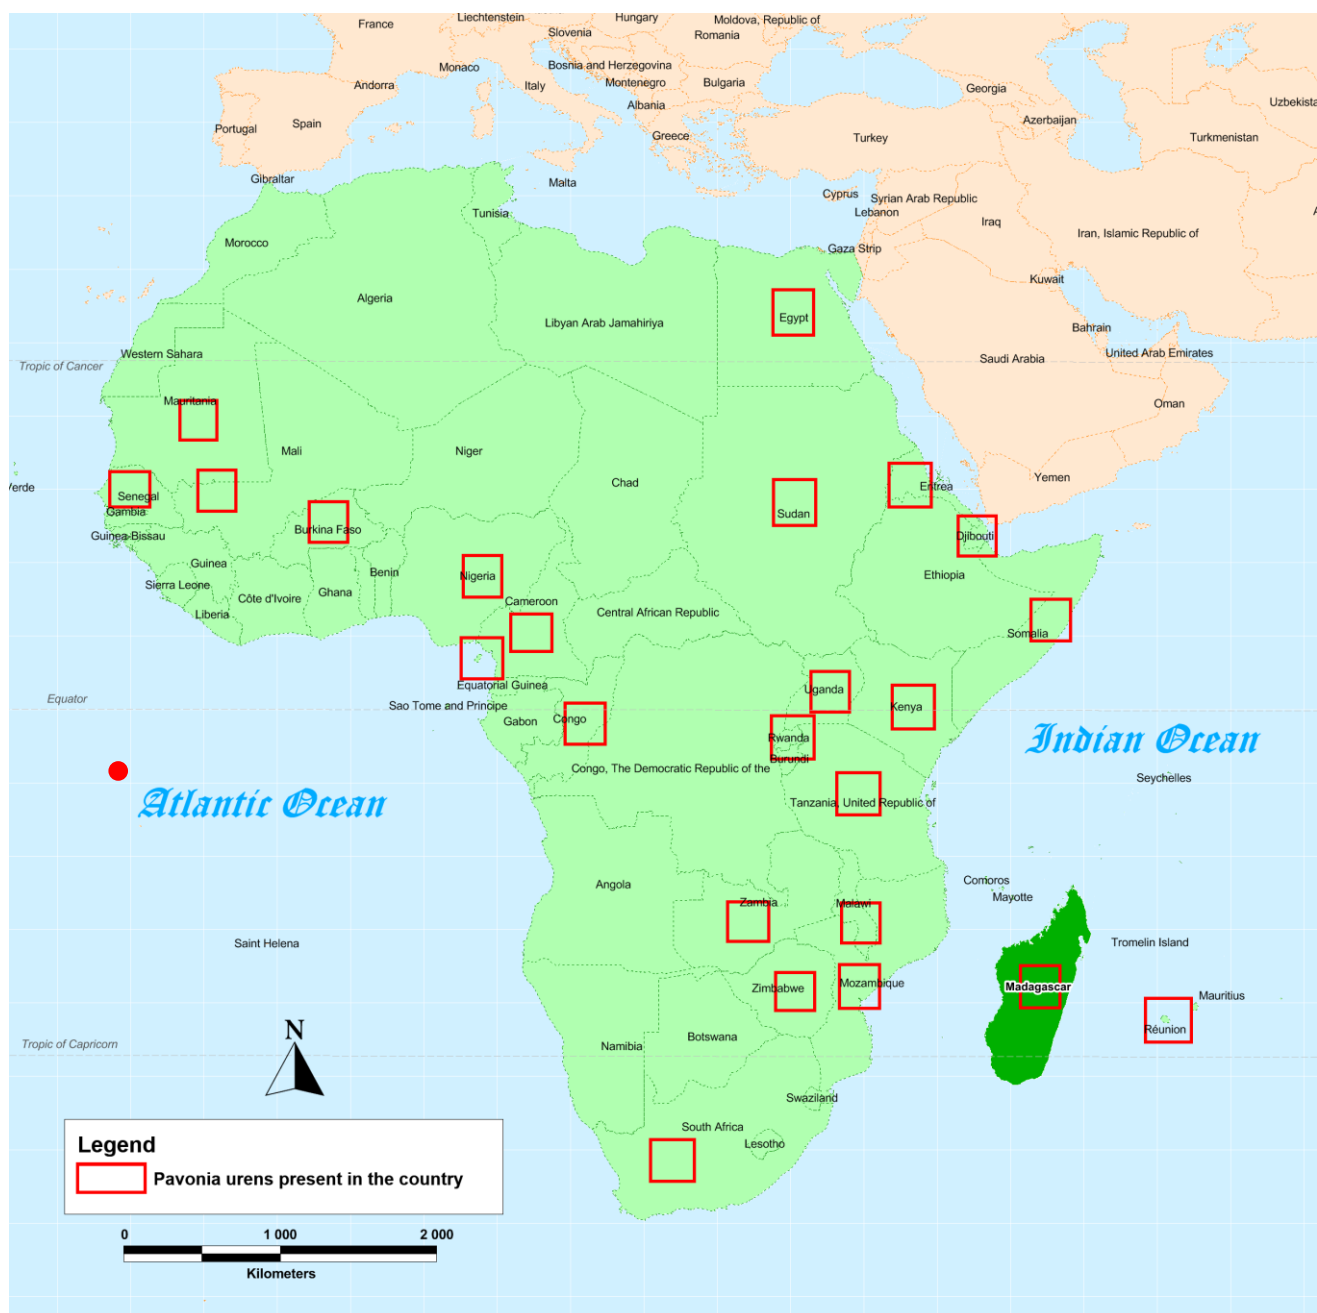 France
Liechtenstein
Hungary
Moldova, Republic of
Slovenia
Romania
Monaco
Bosnia and Herzegovina
Andorra
Italy
Montenegro
Bulgaria
Georgia
Uzbekista
Albania
Azerbaijan
Portugal
Spain
Greece
Turkey
Turkmenistan
Gibraltar
Malta
Cyprus
Syrian Arab Republic
Lebanon
Tunisia
Iraq
A
Iran, Islamic Republic of
Morocco
Gaza Strip
Kuwait
Algeria
Egypt
Libyan Arab Jamahiriya
Bahrain
Western Sahara
United Arab Emirates
Saudi Arabia
Tropic of Cancer
Mauritania
Oman
Mali
Niger
Yemen
Chad
Verde
Senegal
Eritrea
Gambia
Sudan
Burkina Faso
Guinea-Bissau
Djibouti
Guinea
Benin
Nigeria
Ethiopia
Sierra Leone
Ghana
Côte d'Ivoire
Cameroon
Liberia
Central African Republic
Somalia
Equatorial Guinea
Uganda
Equator
Sao Tome and Principe
Kenya
Gabon
Congo
Rwanda
Indian Ocean
Burundi
Congo, The Democratic Republic of the
Seychelles
Atlantic Ocean
Tanzania, United Republic of
Angola
Comoros
Mayotte
Zambia
Malawi
Saint Helena
Tromelin Island
Mozambique
Zimbabwe
Madagascar
Mauritius
Réunion
N
Botswana
Tropic of Capricorn
Namibia
Swaziland
South Africa
Lesotho
Legend
Pavonia urens present in the country
0 1 000 2 000
Kilometers